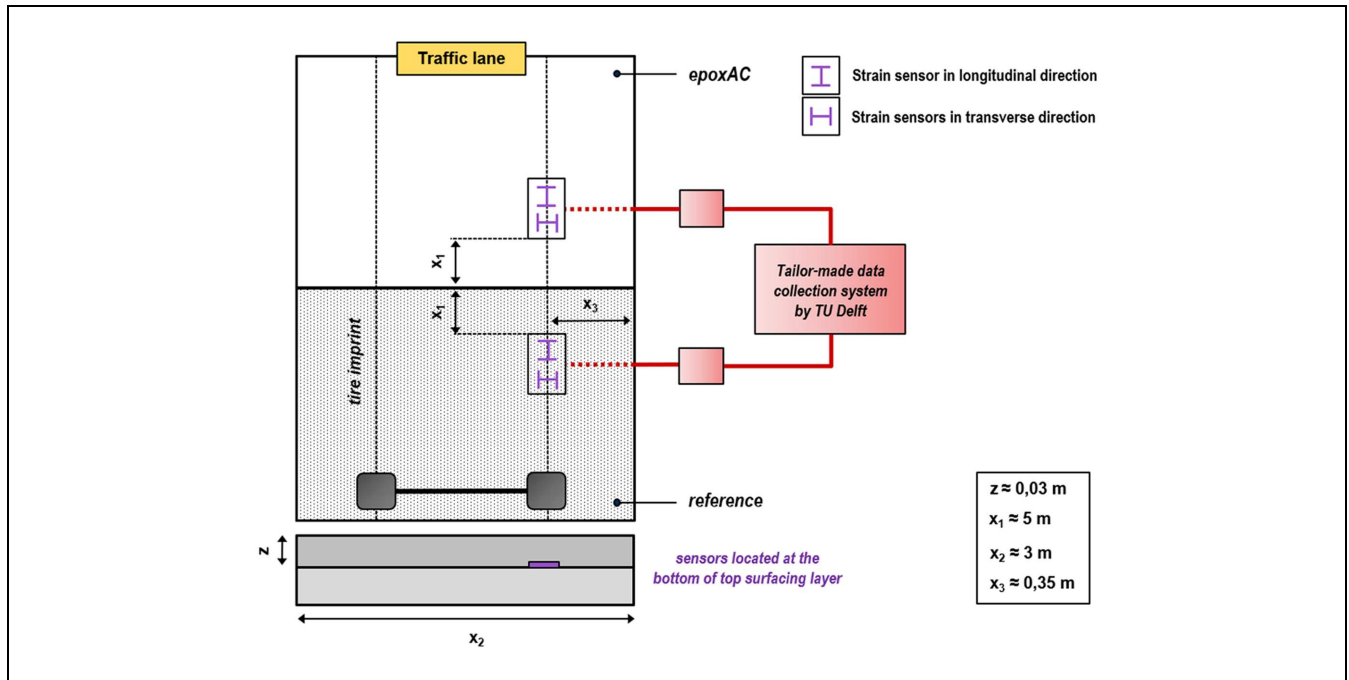 Traffic lane
epoxAC
Strain sensor in longitudinal direction
Strain sensors in transverse direction
x1
x1
x3
Tailor-made data
collection system
by TU Delft
tire imprint
reference
z ≈ 0,03 m
x1 ≈ 5 m
x2 ≈ 3 m
x3 ≈ 0,35 m
z
sensors located at the
bottom of top surfacing layer
x2